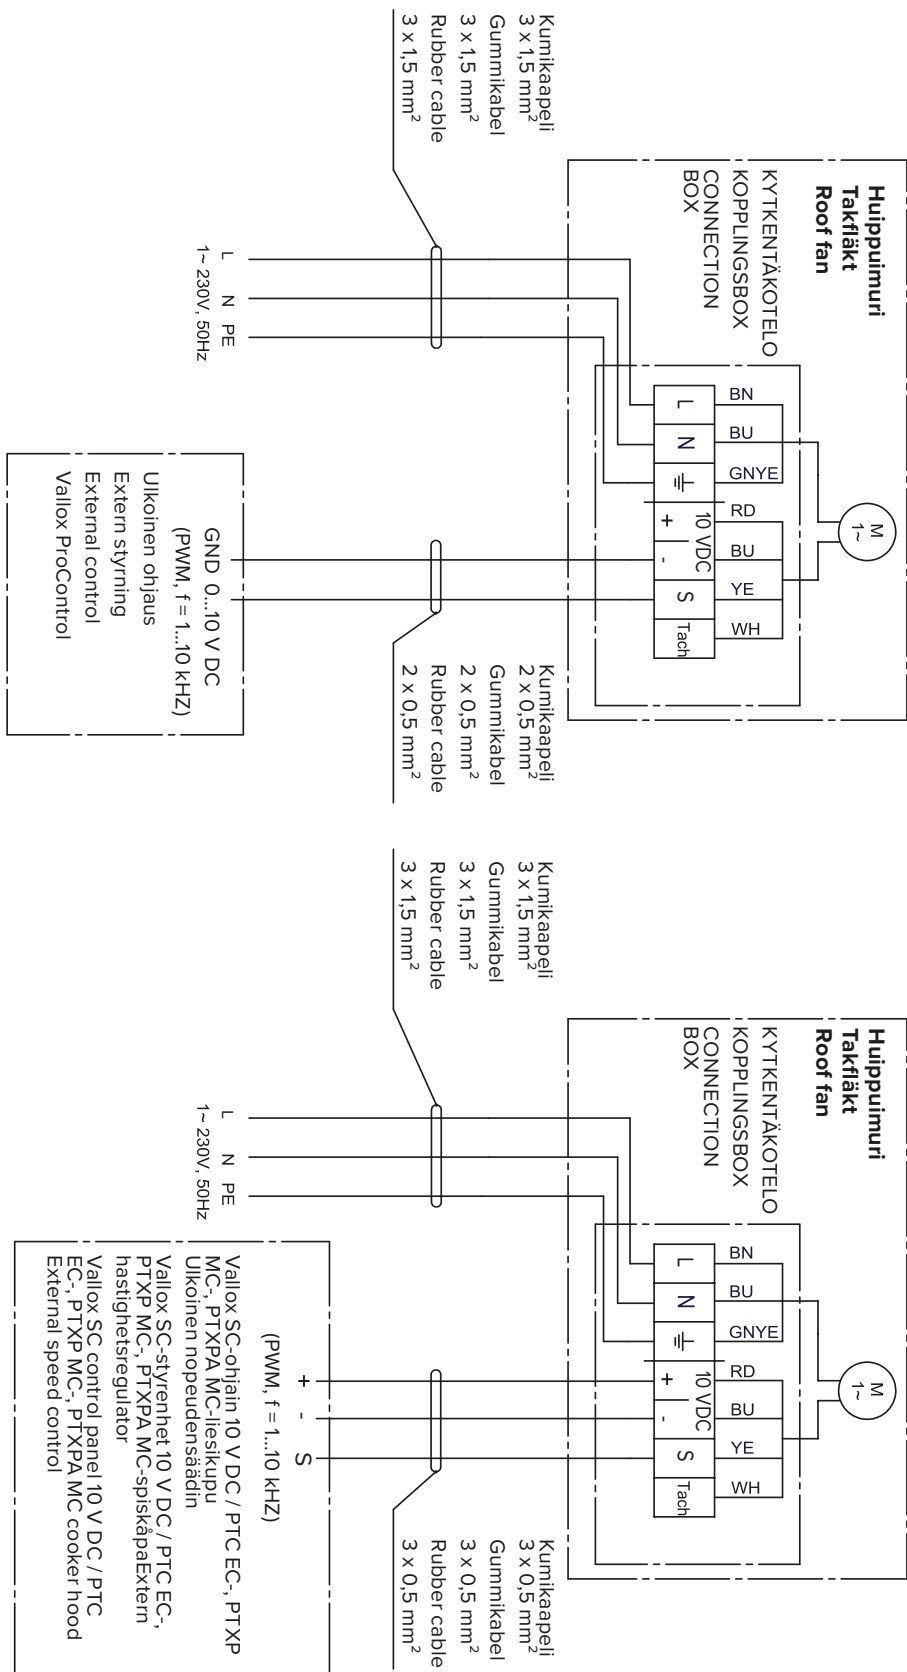 Huippuimuri
Takfläkt
Roof fan
KYTKENTÄKOTELO
KOPPLINGSBOX
CONNECTION
BOX
M
1~
BN
BU
GNYE
RD
BU
YE
WH
L
N
10 VDC
+
-
S
Tach
Kumikaapeli
3 x 1,5 mm²
Gummikabel
3 x 1,5 mm²
Rubber cable
3 x 1,5 mm²
Kumikaapeli
2 x 0,5 mm²
Gummikabel
2 x 0,5 mm²
Rubber cable
2 x 0,5 mm²
L N PE
1~ 230V, 50Hz
GND 0...10 V DC
(PWM, f = 1...10 kHZ)
Ulkoinen ohjaus
Extern styrning
External control
Vallox ProControl
Huippuimuri
Takfläkt
Roof fan
KYTKENTÄKOTELO
KOPPLINGSBOX
CONNECTION
BOX
M
1~
BN
BU
GNYE
RD
BU
YE
WH
L
N
10 VDC
+
-
S
Tach
Kumikaapeli
3 x 1,5 mm²
Gummikabel
3 x 1,5 mm²
Rubber cable
3 x 1,5 mm²
Kumikaapeli
3 x 0,5 mm²
Gummikabel
3 x 0,5 mm²
Rubber cable
3 x 0,5 mm²
L N PE
1~ 230V, 50Hz
+ - S
(PWM, f = 1...10 kHZ)
Vallox SC-ohjain 10 V DC / PTC EC-, PTXP
MC-, PTXPA MC-liesikupu
Ulkoinen nopeudensäädin
Vallox SC-styrenhet 10 V DC / PTC EC-,
PTXP MC-, PTXPA MC-spiskåpaExtern
hastighetsregulator
Vallox SC control panel 10 V DC / PTC
EC-, PTXP MC-, PTXPA MC cooker hood
External speed control